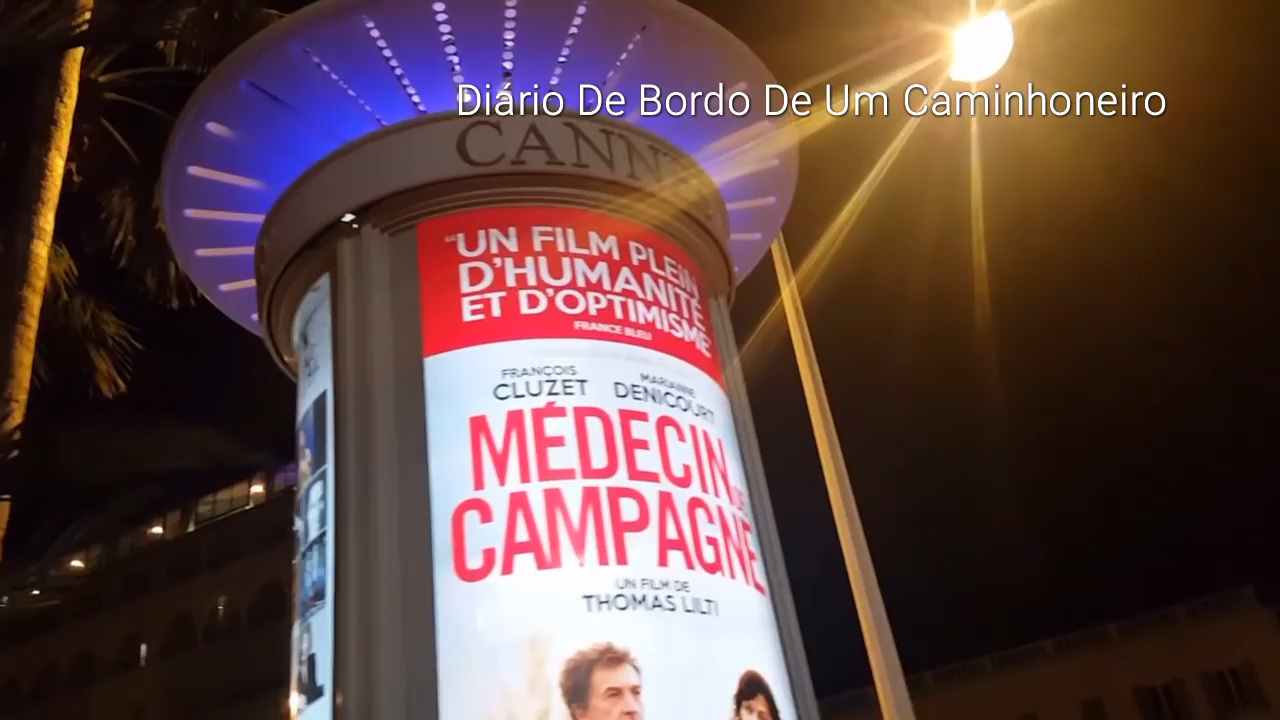 Diário De Bordo De Um Caminhoneiro
CANN
“UN FILM PLEIN
D'HUMANITÉ
ET D'OPTIMISME
FRANCE BLEU
FRANÇOIS
CLUZET
MARIANNE
DENICOURT
MÉDECIN DE
CAMPAGNE
UN FILM DE
THOMAS LILTI